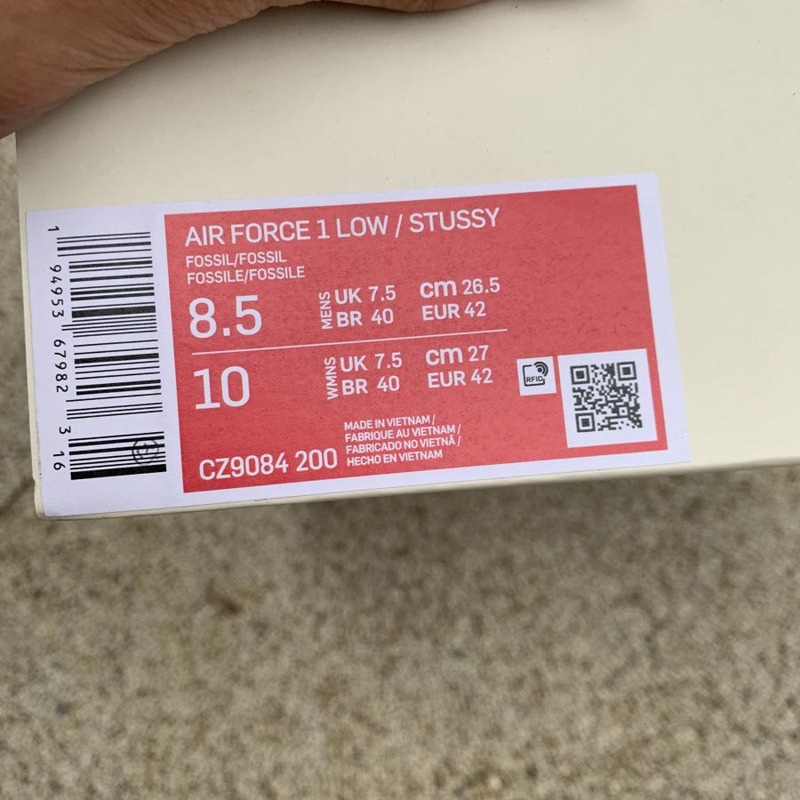 AIR FORCE 1 LOW / STUSSY
FOSSIL/FOSSIL
FOSSILE/FOSSILE
8.5
MENS
UK 7.5 cm 26.5
BR 40 EUR 42
10
WMNS
UK 7.5 cm 27
BR 40 EUR 42
RFID
MADE IN VIETNAM /
FABRIQUE AU VIETNAM /
FABRICADO NO VIETNÃ /
HECHO EN VIETNAM
CZ9084 200
1 94953 67982 3 16